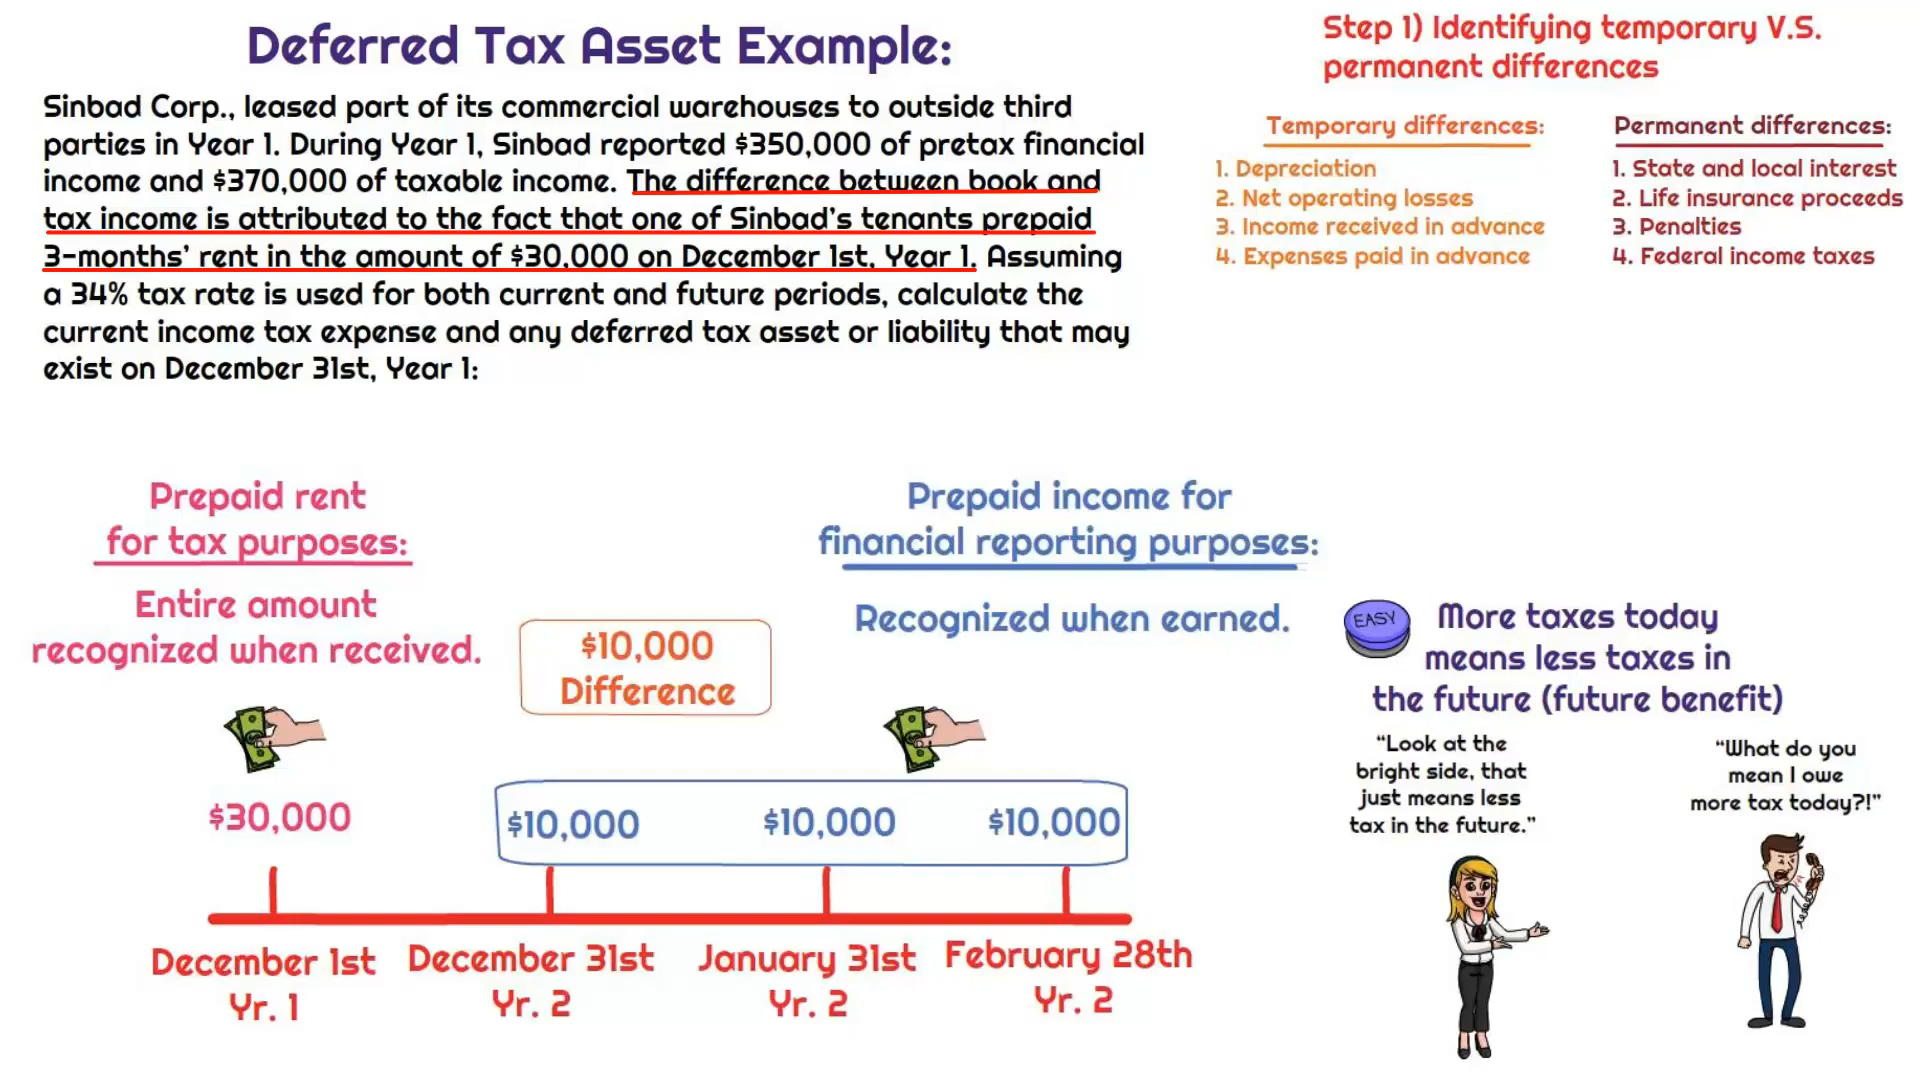 Deferred Tax Asset Example:
Sinbad Corp., leased part of its commercial warehouses to outside third
parties in Year 1. During Year 1, Sinbad reported $350,000 of pretax financial
income and $370,000 of taxable income. The difference between book and
tax income is attributed to the fact that one of Sinbad's tenants prepaid
3-months' rent in the amount of $30,000 on December 1st, Year 1. Assuming
a 34% tax rate is used for both current and future periods, calculate the
current income tax expense and any deferred tax asset or liability that may
exist on December 31st, Year 1:
Step 1) Identifying temporary V.S.
permanent differences
Temporary differences:
1. Depreciation
2. Net operating losses
3. Income received in advance
4. Expenses paid in advance
Permanent differences:
1. State and local interest
2. Life insurance proceeds
3. Penalties
4. Federal income taxes
Prepaid rent
for tax purposes:
Entire amount
recognized when received.
$10,000
Difference
Prepaid income for
financial reporting purposes:
Recognized when earned.
EASY
More taxes today
means less taxes in
the future (future benefit)
"Look at the
bright side, that
just means less
tax in the future."
"What do you
mean I owe
more tax today?!"
$30,000
$10,000
$10,000
$10,000
December 1st
Yr. 1
December 31st
Yr. 2
January 31st
Yr. 2
February 28th
Yr. 2